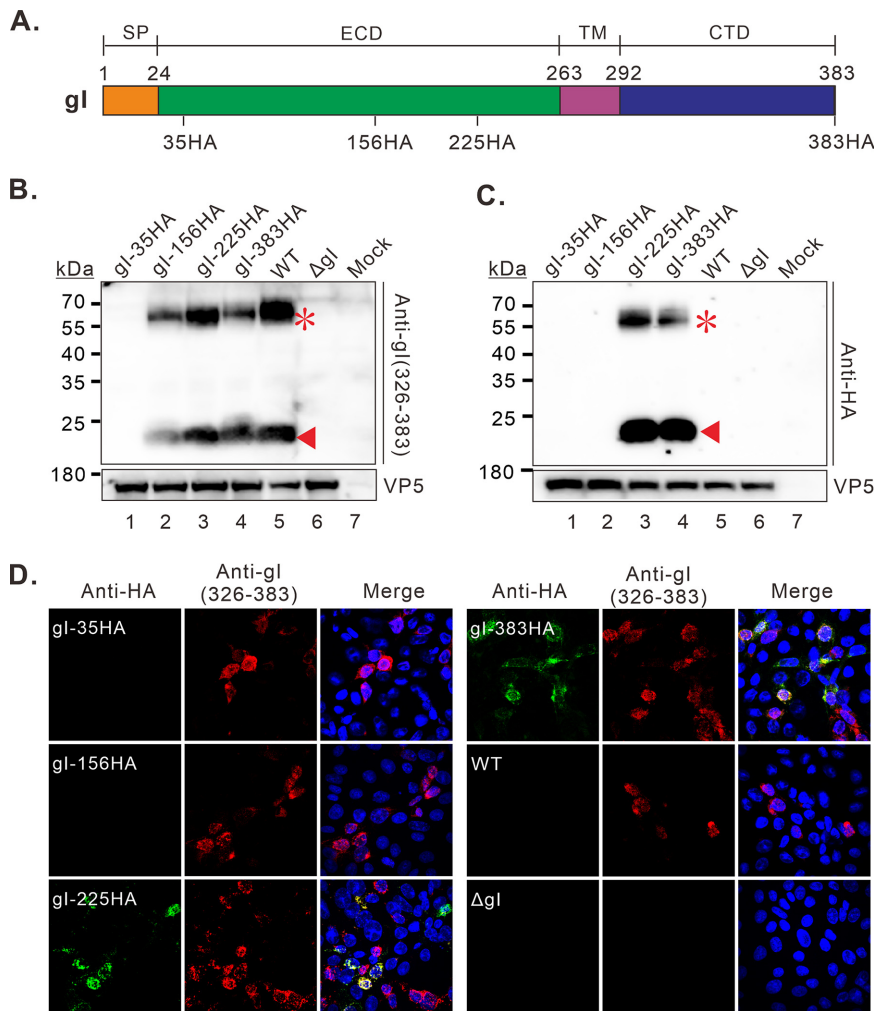 A.
SP ECD TM CTD
1 24 263 292 383
gI
35HA 156HA 225HA 383HA
B.
kDa gI-35HA gI-156HA gI-225HA gI-383HA WT ΔgI Mock
70
55
40
35
25
180
Anti-gI(326-383)
*
VP5
1 2 3 4 5 6 7
C.
kDa gI-35HA gI-156HA gI-225HA gI-383HA WT ΔgI Mock
70
55
40
35
25
180
Anti-HA
*
VP5
1 2 3 4 5 6 7
D.
Anti-HA Anti-gI (326-383) Merge
gI-35HA
gI-156HA
gI-225HA
Anti-HA Anti-gI (326-383) Merge
gI-383HA
WT
ΔgI